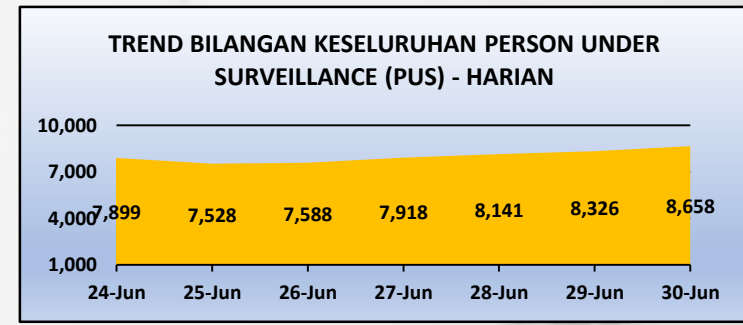 TREND BILANGAN KESELURUHAN PERSON UNDER
SURVEILLANCE (PUS) - HARIAN
10,000
7,000
4,000
1,000
7,899 7,528 7,588 7,918 8,141 8,326 8,658
24-Jun 25-Jun 26-Jun 27-Jun 28-Jun 29-Jun 30-Jun